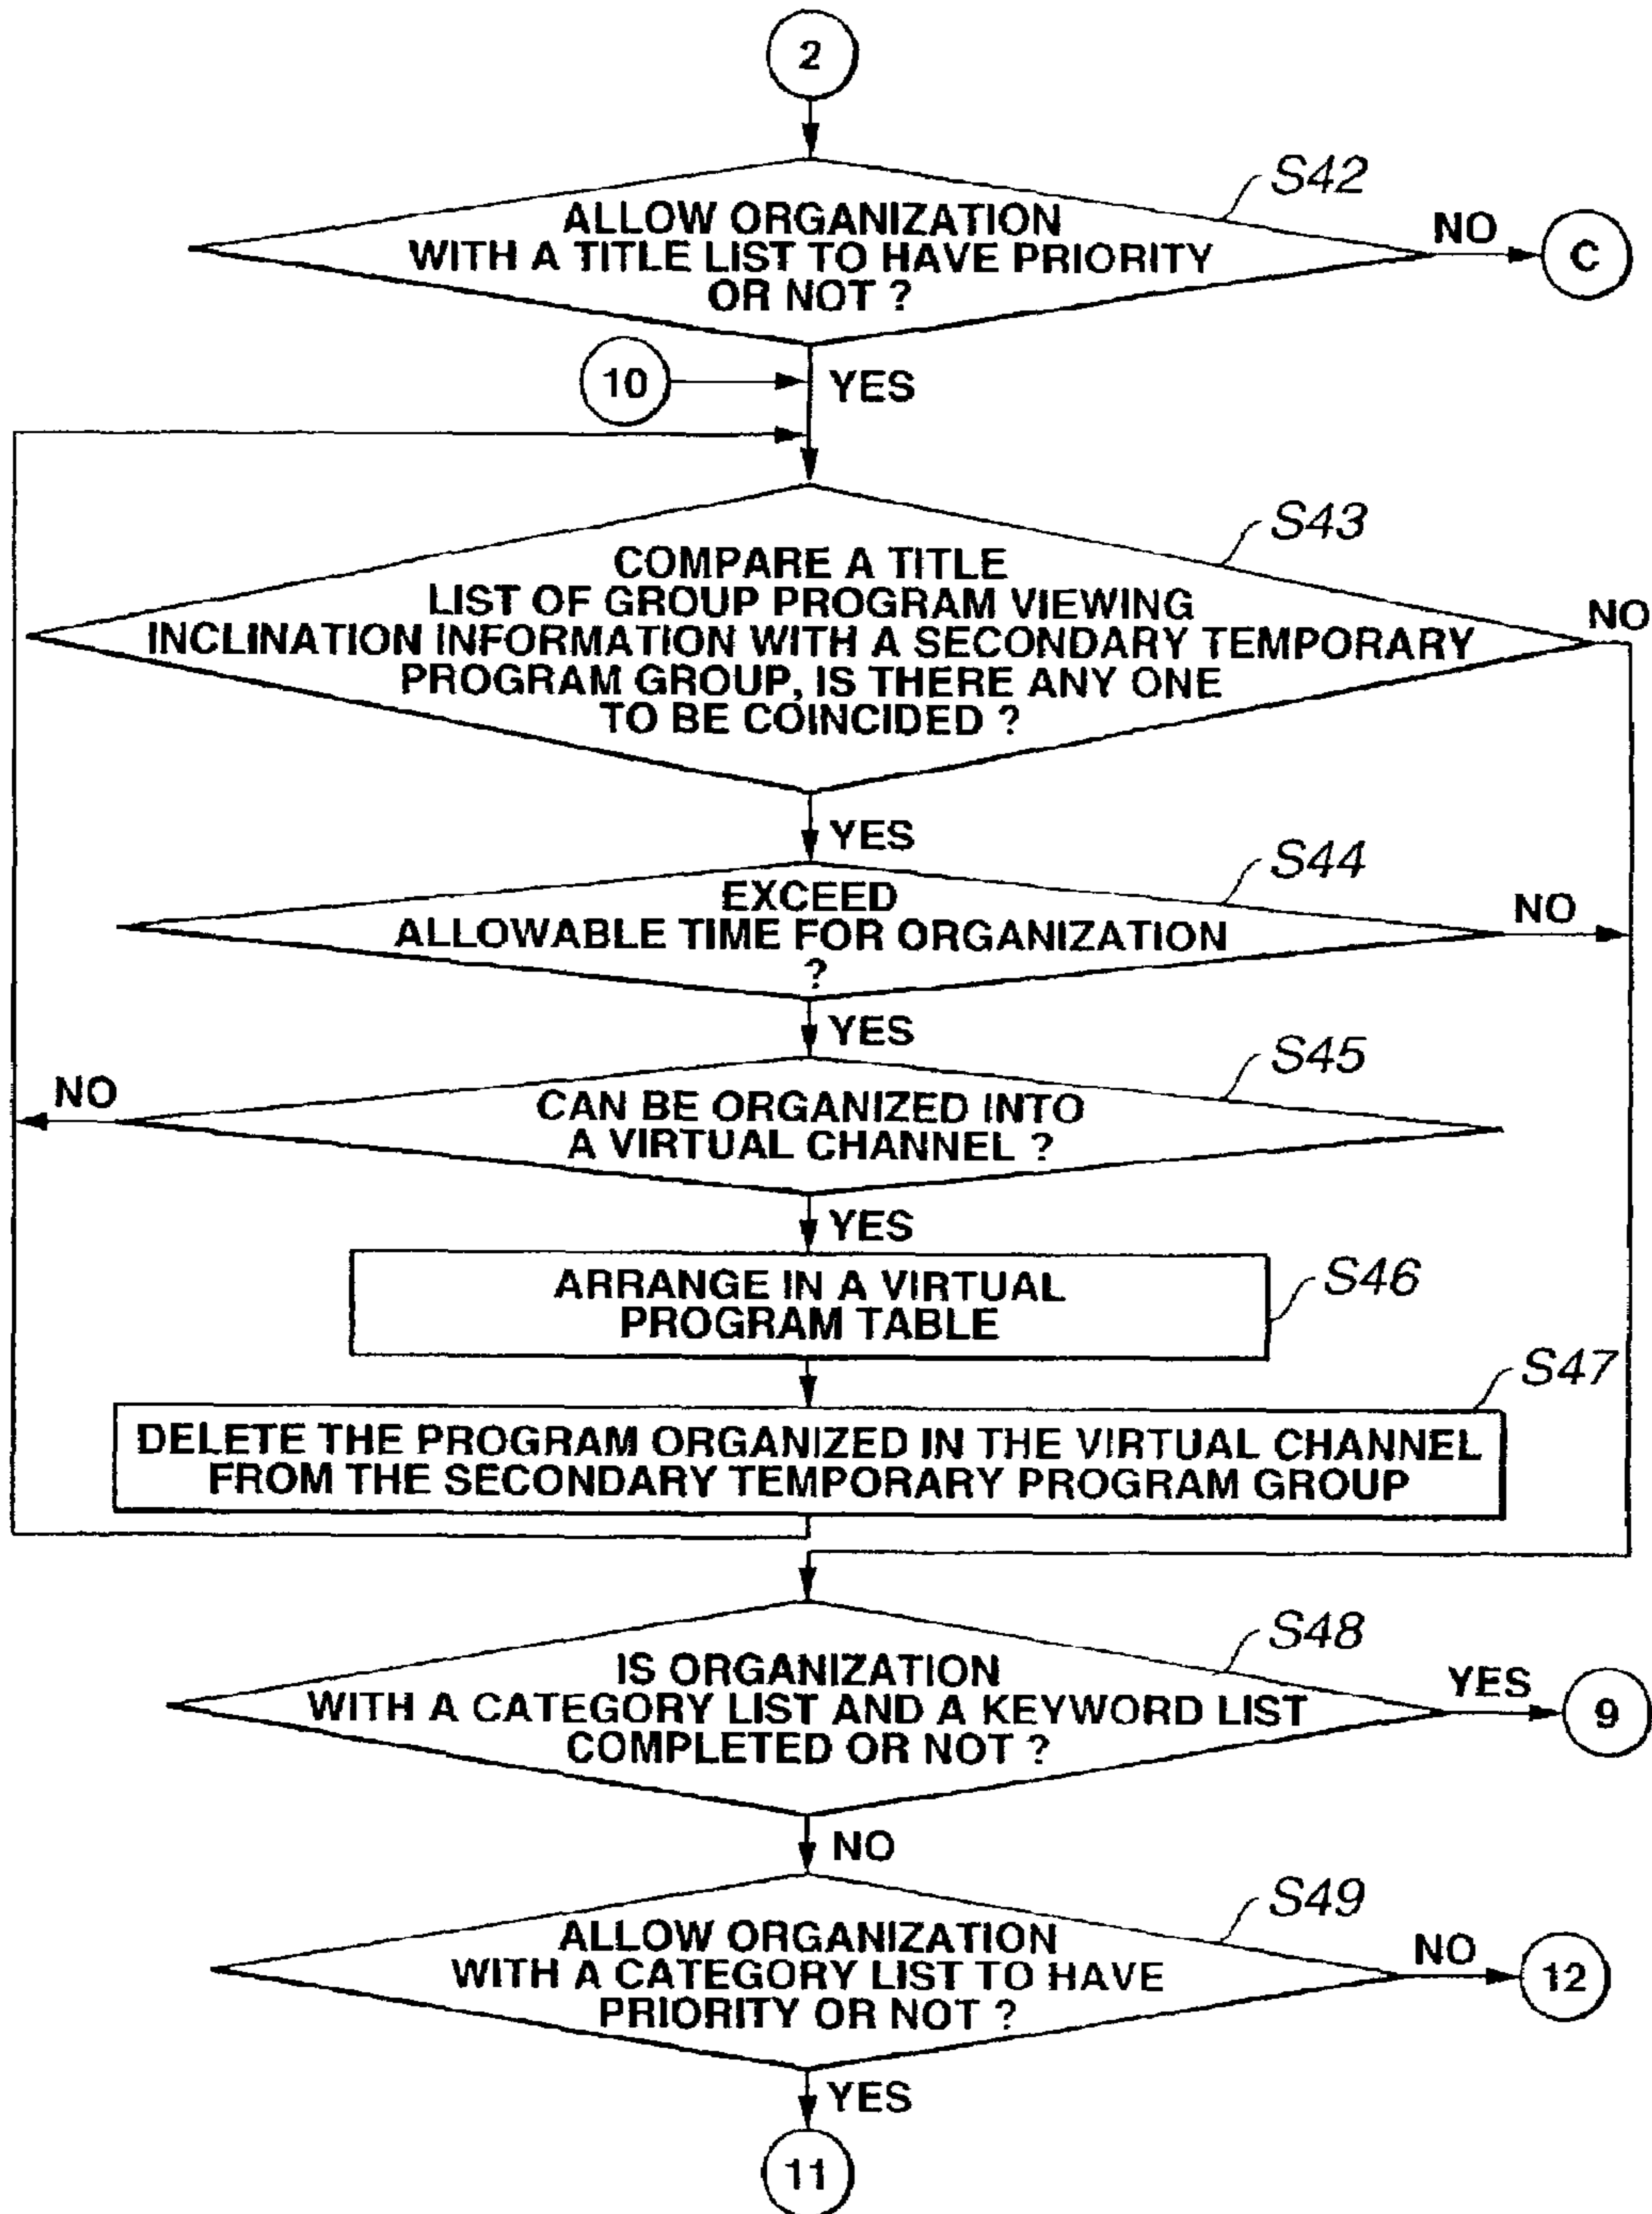 2
S42
ALLOW ORGANIZATION
WITH A TITLE LIST TO HAVE PRIORITY
OR NOT ?
NO
C
10
YES
S43
COMPARE A TITLE
LIST OF GROUP PROGRAM VIEWING
INCLINATION INFORMATION WITH A SECONDARY TEMPORARY
PROGRAM GROUP, IS THERE ANY ONE
TO BE COINCIDED ?
NO
YES
S44
EXCEED
ALLOWABLE TIME FOR ORGANIZATION
?
NO
YES
S45
CAN BE ORGANIZED INTO
A VIRTUAL CHANNEL ?
NO
YES
ARRANGE IN A VIRTUAL
PROGRAM TABLE
S46
S47
DELETE THE PROGRAM ORGANIZED IN THE VIRTUAL CHANNEL
FROM THE SECONDARY TEMPORARY PROGRAM GROUP
S48
IS ORGANIZATION
WITH A CATEGORY LIST AND A KEYWORD LIST
COMPLETED OR NOT ?
YES
9
NO
S49
ALLOW ORGANIZATION
WITH A CATEGORY LIST TO HAVE
PRIORITY OR NOT ?
NO
12
YES
11